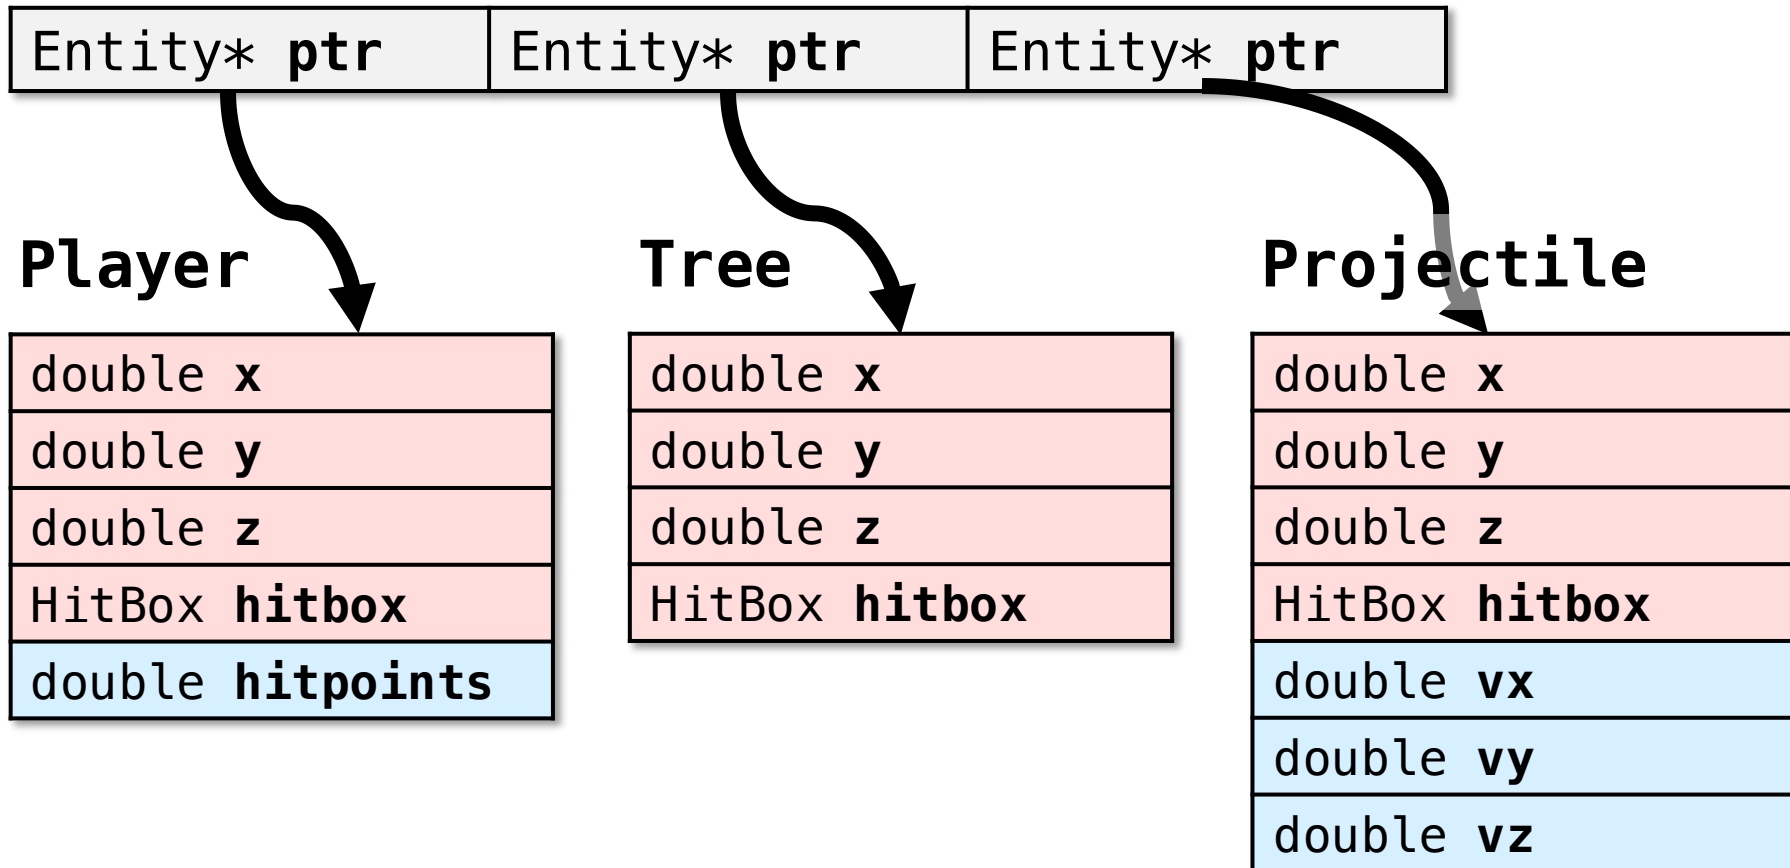 Entity* ptr
Entity* ptr
Entity* ptr
Player
double x
double y
double z
HitBox hitbox
double hitpoints
Tree
double x
double y
double z
HitBox hitbox
Projectile
double x
double y
double z
HitBox hitbox
double vx
double vy
double vz